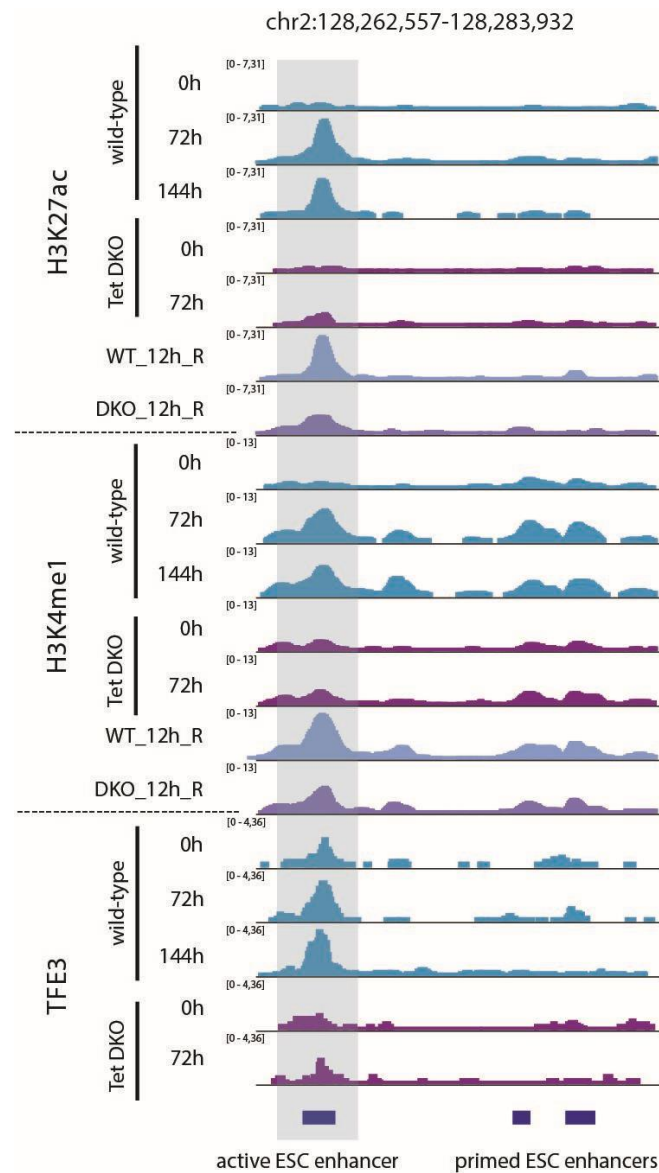 chr2:128,262,557-128,283,932
H3K27ac
wild-type
0h
[0 - 7,31]
72h
[0 - 7,31]
144h
[0 - 7,31]
Tet DKO
0h
[0 - 7,31]
72h
[0 - 7,31]
WT_12h_R
[0 - 7,31]
DKO_12h_R
[0 - 7,31]
H3K4me1
wild-type
0h
[0 - 13]
72h
[0 - 13]
144h
[0 - 13]
Tet DKO
0h
[0 - 13]
72h
[0 - 13]
WT_12h_R
[0 - 13]
DKO_12h_R
[0 - 13]
TFE3
wild-type
0h
[0 - 4,36]
72h
[0 - 4,36]
144h
[0 - 4,36]
Tet DKO
0h
[0 - 4,36]
72h
[0 - 4,36]
active ESC enhancer
primed ESC enhancers